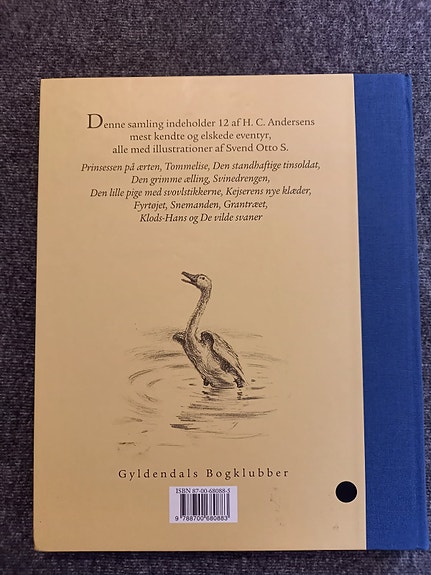 Denne samling indeholder 12 af H. C. Andersens
mest kendte og elskede eventyr,
alle med illustrationer af Svend Otto S.
Prinsessen på ærten, Tommelise, Den standhaftige tinsoldat,
Den grimme ælling, Svinedrengen,
Den lille pige med svovlstikkerne, Kejserens nye klæder,
Fyrtøjet, Snemanden, Grantræet,
Klods-Hans og De vilde svaner
Gyldendals Bogklubber
ISBN 87-00-68088-5
9 788700 680883